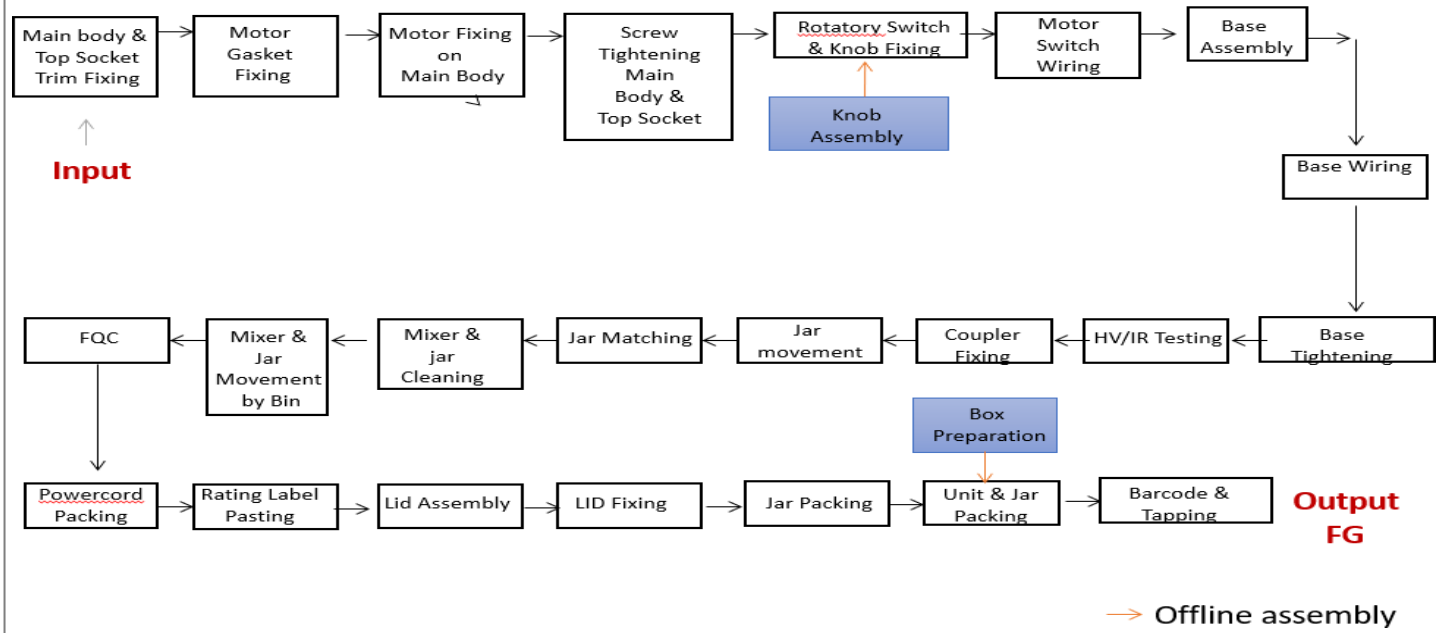 Main body &
Top Socket
Trim Fixing
Motor
Gasket
Fixing
Motor Fixing
on
Main Body
Screw
Tightening
Main
Body &
Top Socket
Rotatory Switch
& Knob Fixing
Motor
Switch
Wiring
Base
Assembly
Knob
Assembly
Input
Base Wiring
FQC
Mixer &
Jar
Movement
by Bin
Mixer &
jar
Cleaning
Jar Matching
Jar
movement
Coupler
Fixing
HV/IR Testing
Base
Tightening
Box
Preparation
Powercord
Packing
Rating Label
Pasting
Lid Assembly
LID Fixing
Jar Packing
Unit & Jar
Packing
Barcode &
Tapping
Output
FG
Offline assembly